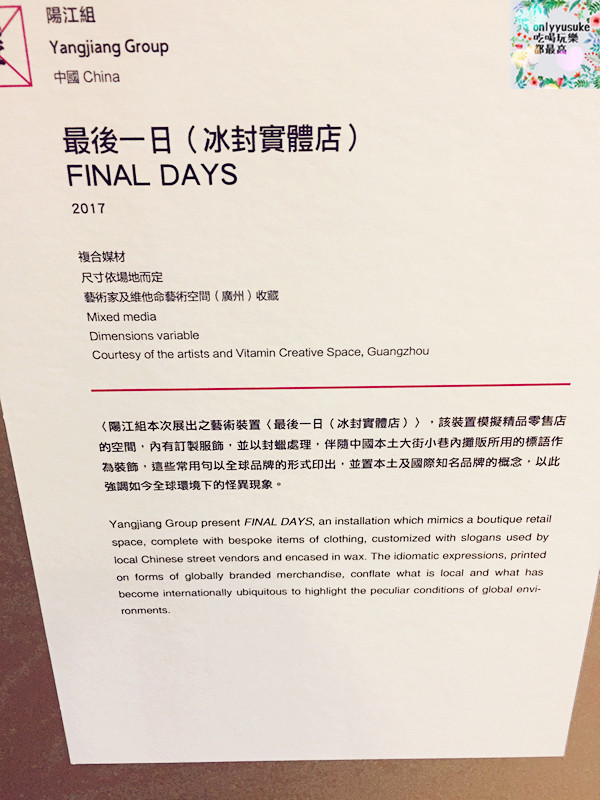 陽江組
Yangjiang Group
中國 China
onlyyusuke
吃喝玩樂
都最高
最後一日（冰封實體店）
FINAL DAYS
2017
複合媒材
尺寸依場地而定
藝術家及維他命藝術空間（廣州）收藏
Mixed media
Dimensions variable
Courtesy of the artists and Vitamin Creative Space, Guangzhou
〈陽江組本次展出之藝術裝置〈最後一日（冰封實體店）〉，該裝置模擬精品零售店
的空間，內有訂製服飾，並以封蠟處理，伴隨中國本土大街小巷內攤販所用的標語作
為裝飾，這些常用句以全球品牌的形式印出，並置本土及國際知名品牌的概念，以此
強調如今全球環境下的怪異現象。
Yangjiang Group present FINAL DAYS, an installation which mimics a boutique retail
space, complete with bespoke items of clothing, customized with slogans used by
local Chinese street vendors and encased in wax. The idiomatic expressions, printed
on forms of globally branded merchandise, conflate what is local and what has
become internationally ubiquitous to highlight the peculiar conditions of global envi-
ronments.